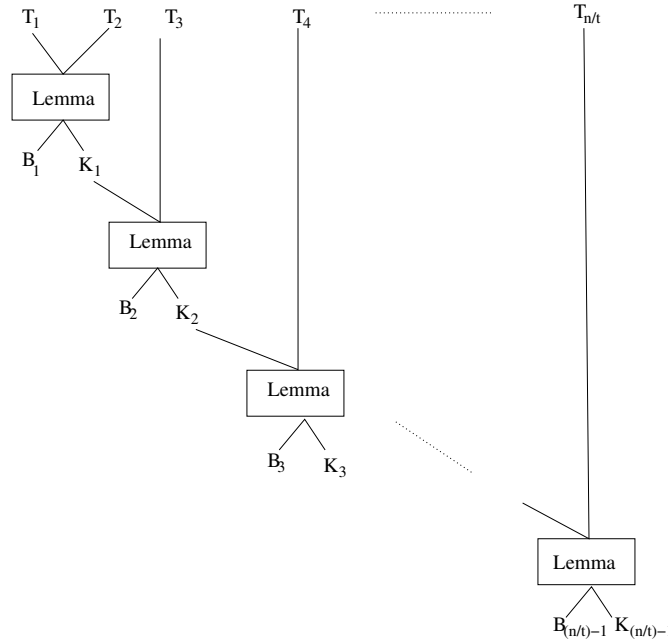 T1 T2 T3 T4 Tn/t
Lemma
B1 K1
Lemma
B2 K2
Lemma
B3 K3
Lemma
B(n/t)−1 K(n/t)−